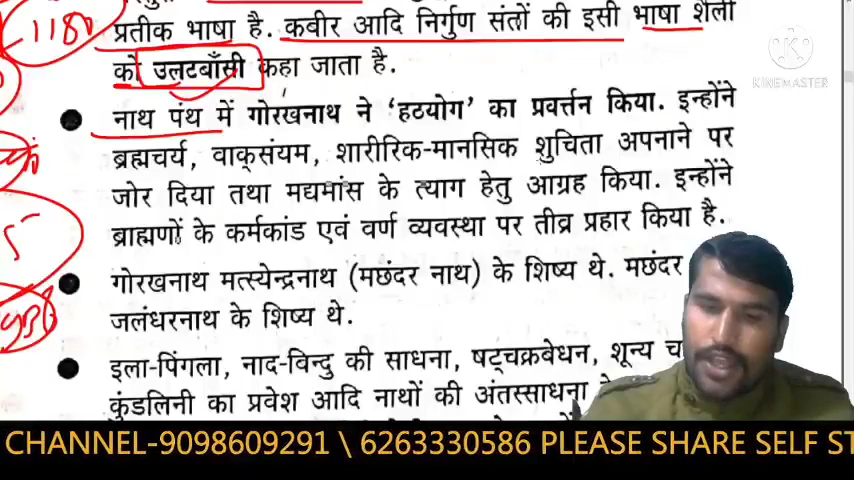 प्रतीक भाषा है. कबीर आदि निर्गुण संतों की इसी भाषा शैली
को उलटबाँसी कहा जाता है.
नाथ पंथ में गोरखनाथ ने 'हठयोग' का प्रवर्त्तन किया. इन्होंने
ब्रह्मचर्य, वाक्संयम, शारीरिक-मानसिक शुचिता अपनाने पर
जोर दिया तथा मद्यमांस के त्याग हेतु आग्रह किया. इन्होंने
ब्राह्मणों के कर्मकांड एवं वर्ण व्यवस्था पर तीव्र प्रहार किया है.
गोरखनाथ मत्स्येन्द्रनाथ (मछंदर नाथ) के शिष्य थे. मछंदर
जलंधरनाथ के शिष्य थे.
इला-पिंगला, नाद-विन्दु की साधना, षट्चक्रबेधन, शून्य
कुंडलिनी का प्रवेश आदि नाथों की अंतस्साधना
KINEMASTER
CHANNEL-9098609291 \ 6263330586 PLEASE SHARE SELF ST